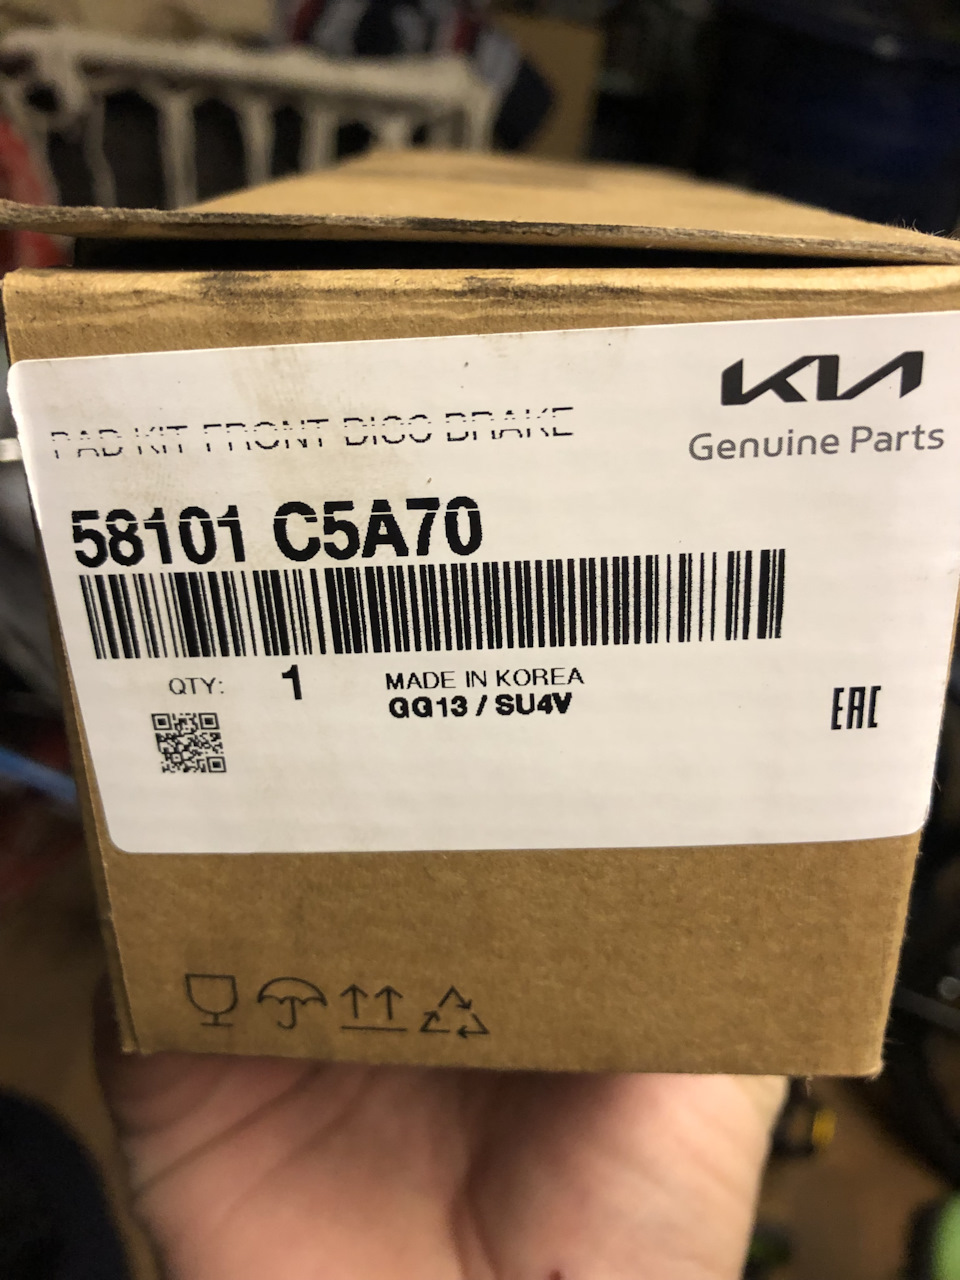 KIA
Genuine Parts
PAD KIT FRONT DISC BRAKE
58101 C5A70
QTY: 1
MADE IN KOREA
GG13 / SU4V
EAC